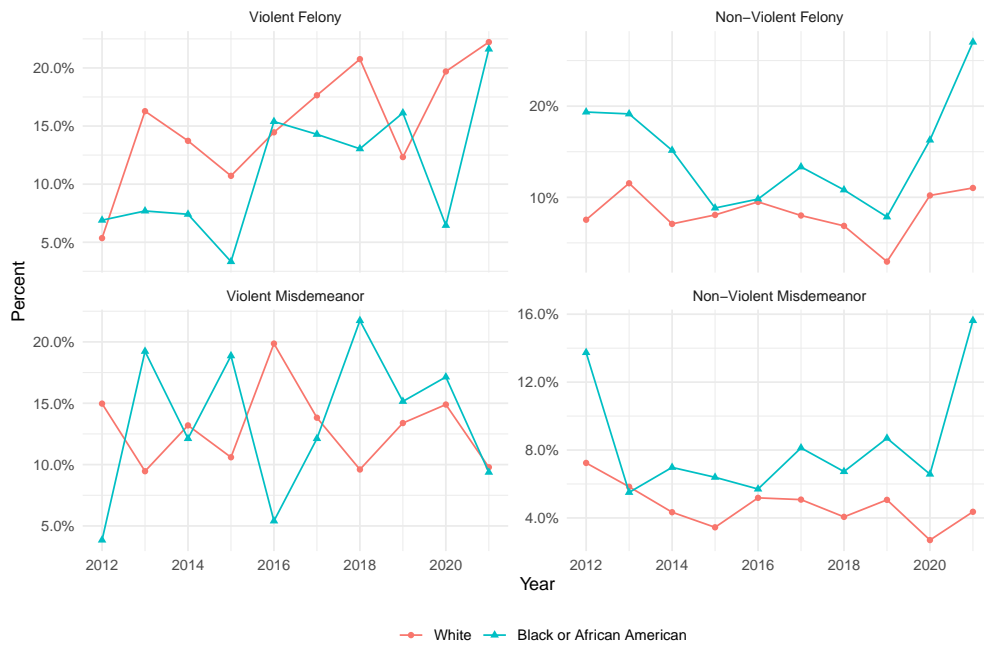 Violent Felony
Non−Violent Felony
20.0%
15.0%
10.0%
5.0%
20%
10%
Percent
Violent Misdemeanor
Non−Violent Misdemeanor
20.0%
15.0%
10.0%
5.0%
16.0%
12.0%
8.0%
4.0%
2012 2014 2016 2018 2020
2012 2014 2016 2018 2020
Year
White Black or African American